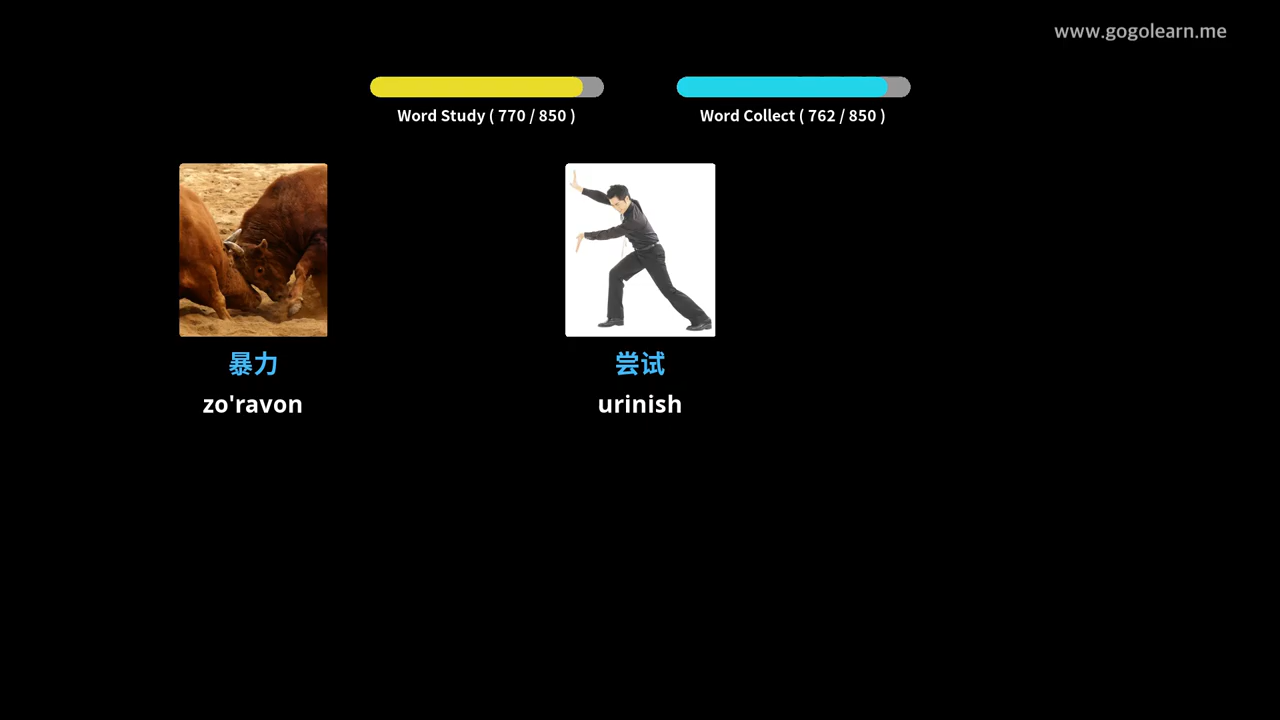 www.gogolearn.me
Word Study ( 770 / 850 )
Word Collect ( 762 / 850 )
暴力
zo'ravon
尝试
urinish